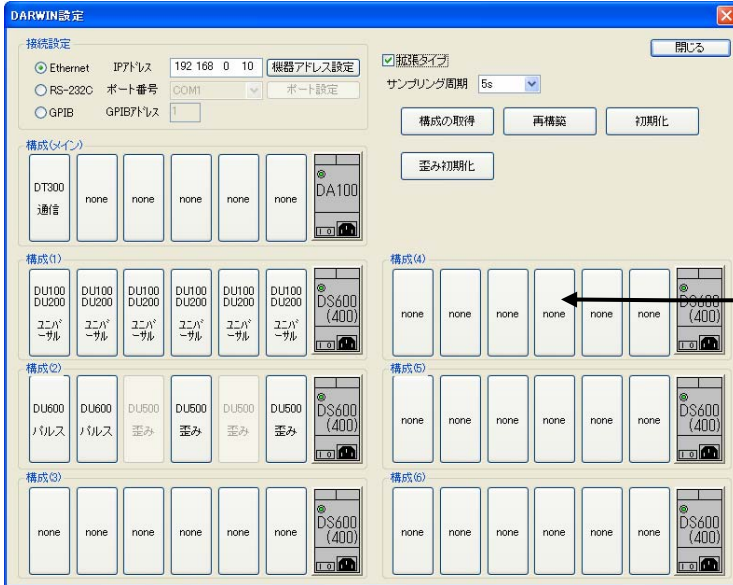 DARWIN設定
接続設定
Ethernet IPアドレス 192 168 0 10 機器アドレス設定
RS-232C ポート番号 COM1 ポート設定
GPIB GPIBアドレス 1
拡張タイプ
閉じる
サンプリング周期 5s
構成の取得 再構築 初期化
歪み初期化
構成(メイン)
DT300 通信 none none none none none DA100
構成(1)
DU100 DU200 ユニバーサル DU100 DU200 ユニバーサル DU100 DU200 ユニバーサル DU100 DU200 ユニバーサル DU100 DU200 ユニバーサル DU100 DU200 ユニバーサル DS600 (400)
構成(4)
none none none none none none DS600 (400)
構成(2)
DU600 パルス DU600 パルス DU500 歪み DU500 歪み DU500 歪み DU500 歪み DS600 (400)
構成(5)
none none none none none none DS600 (400)
構成(3)
none none none none none none DS600 (400)
構成(6)
none none none none none none DS600 (400)